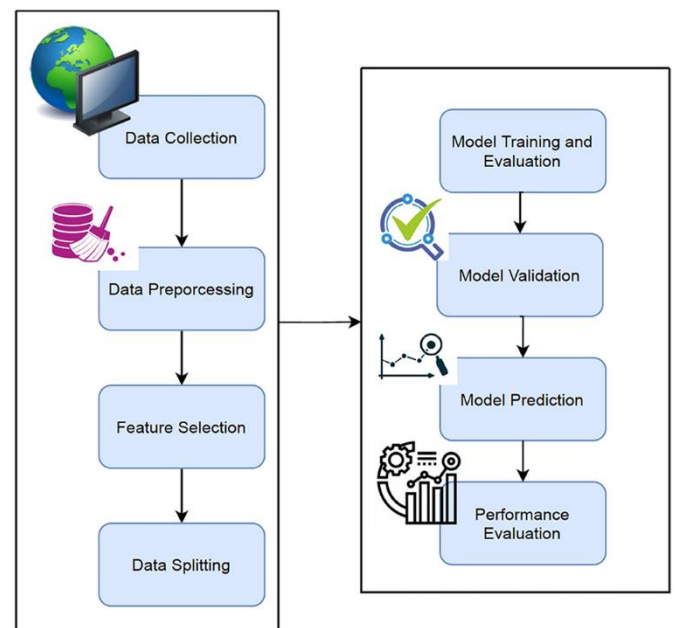 Data Collection
Data Preporcessing
Feature Selection
Data Splitting
Model Training and
Evaluation
Model Validation
Model Prediction
Performance
Evaluation